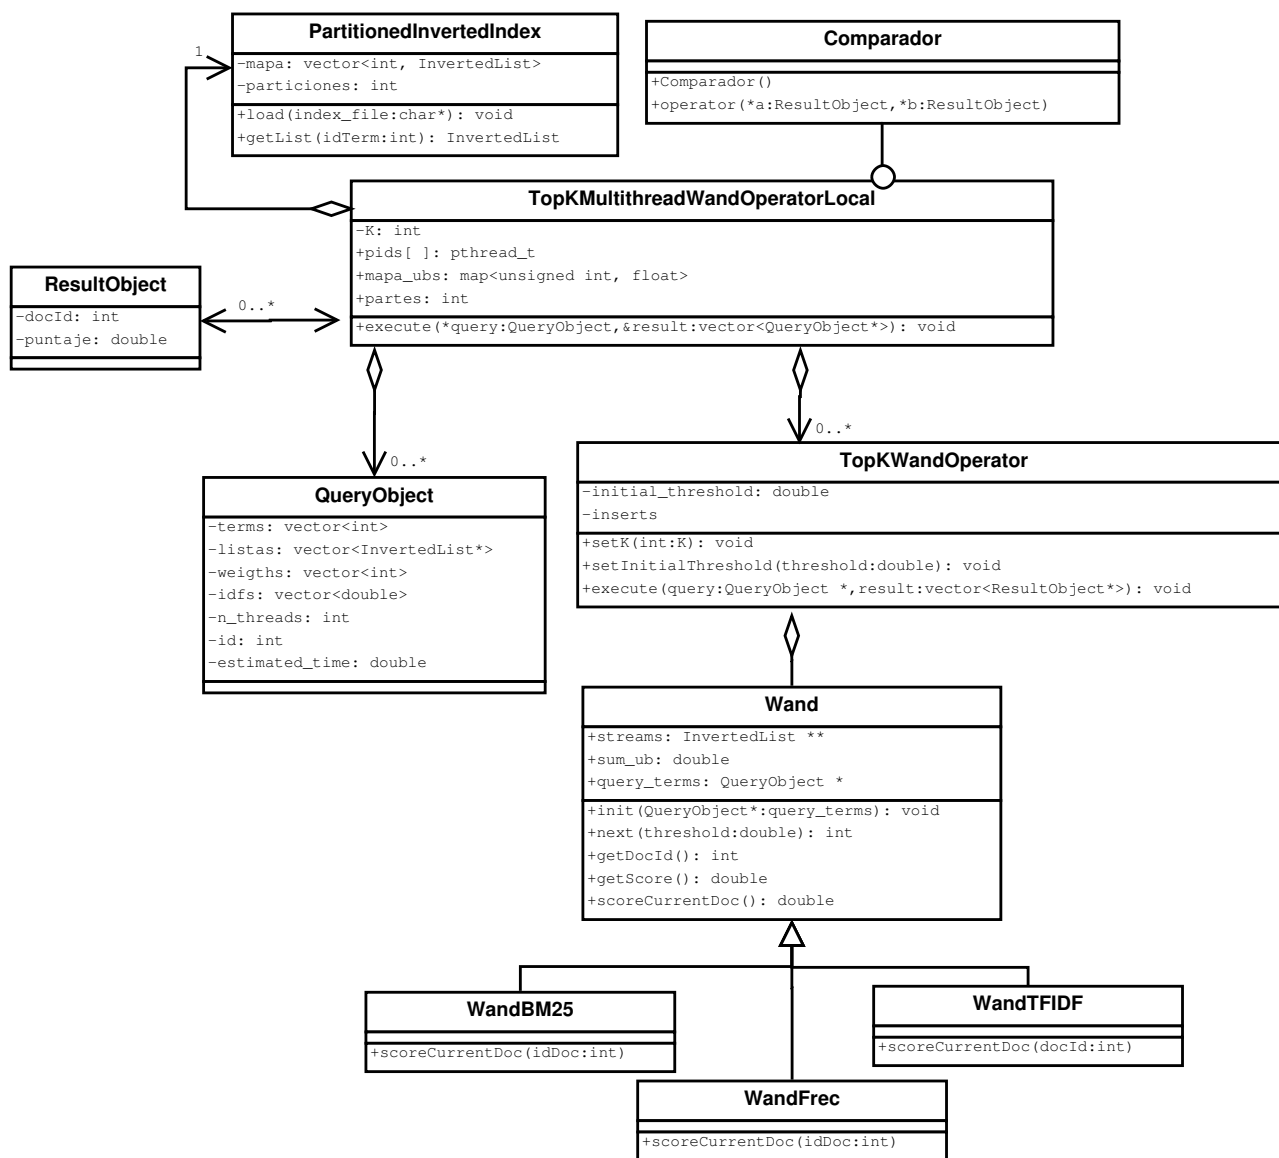 PartitionedInvertedIndex
-mapa: vector<int, InvertedList>
-particiones: int
+load(index_file:char*): void
+getList(idTerm:int): InvertedList
1
Comparador
+Comparador()
+operator(*a:ResultObject,*b:ResultObject)
TopKMultithreadWandOperatorLocal
-K: int
+pids[ ]: pthread_t
+mapa_ubs: map<unsigned int, float>
+partes: int
+execute(*query:QueryObject,&result:vector<QueryObject*>): void
ResultObject
-docId: int
-puntaje: double
0..*
0..*
0..*
QueryObject
-terms: vector<int>
-listas: vector<InvertedList*>
-weigths: vector<int>
-idfs: vector<double>
-n_threads: int
-id: int
-estimated_time: double
TopKWandOperator
-initial_threshold: double
-inserts
+setK(int:K): void
+setInitialThreshold(threshold:double): void
+execute(query:QueryObject *,result:vector<ResultObject*>): void
Wand
+streams: InvertedList **
+sum_ub: double
+query_terms: QueryObject *
+init(QueryObject*:query_terms): void
+next(threshold:double): int
+getDocId(): int
+getScore(): double
+scoreCurrentDoc(): double
WandBM25
+scoreCurrentDoc(idDoc:int)
WandTFIDF
+scoreCurrentDoc(docId:int)
WandFrec
+scoreCurrentDoc(idDoc:int)